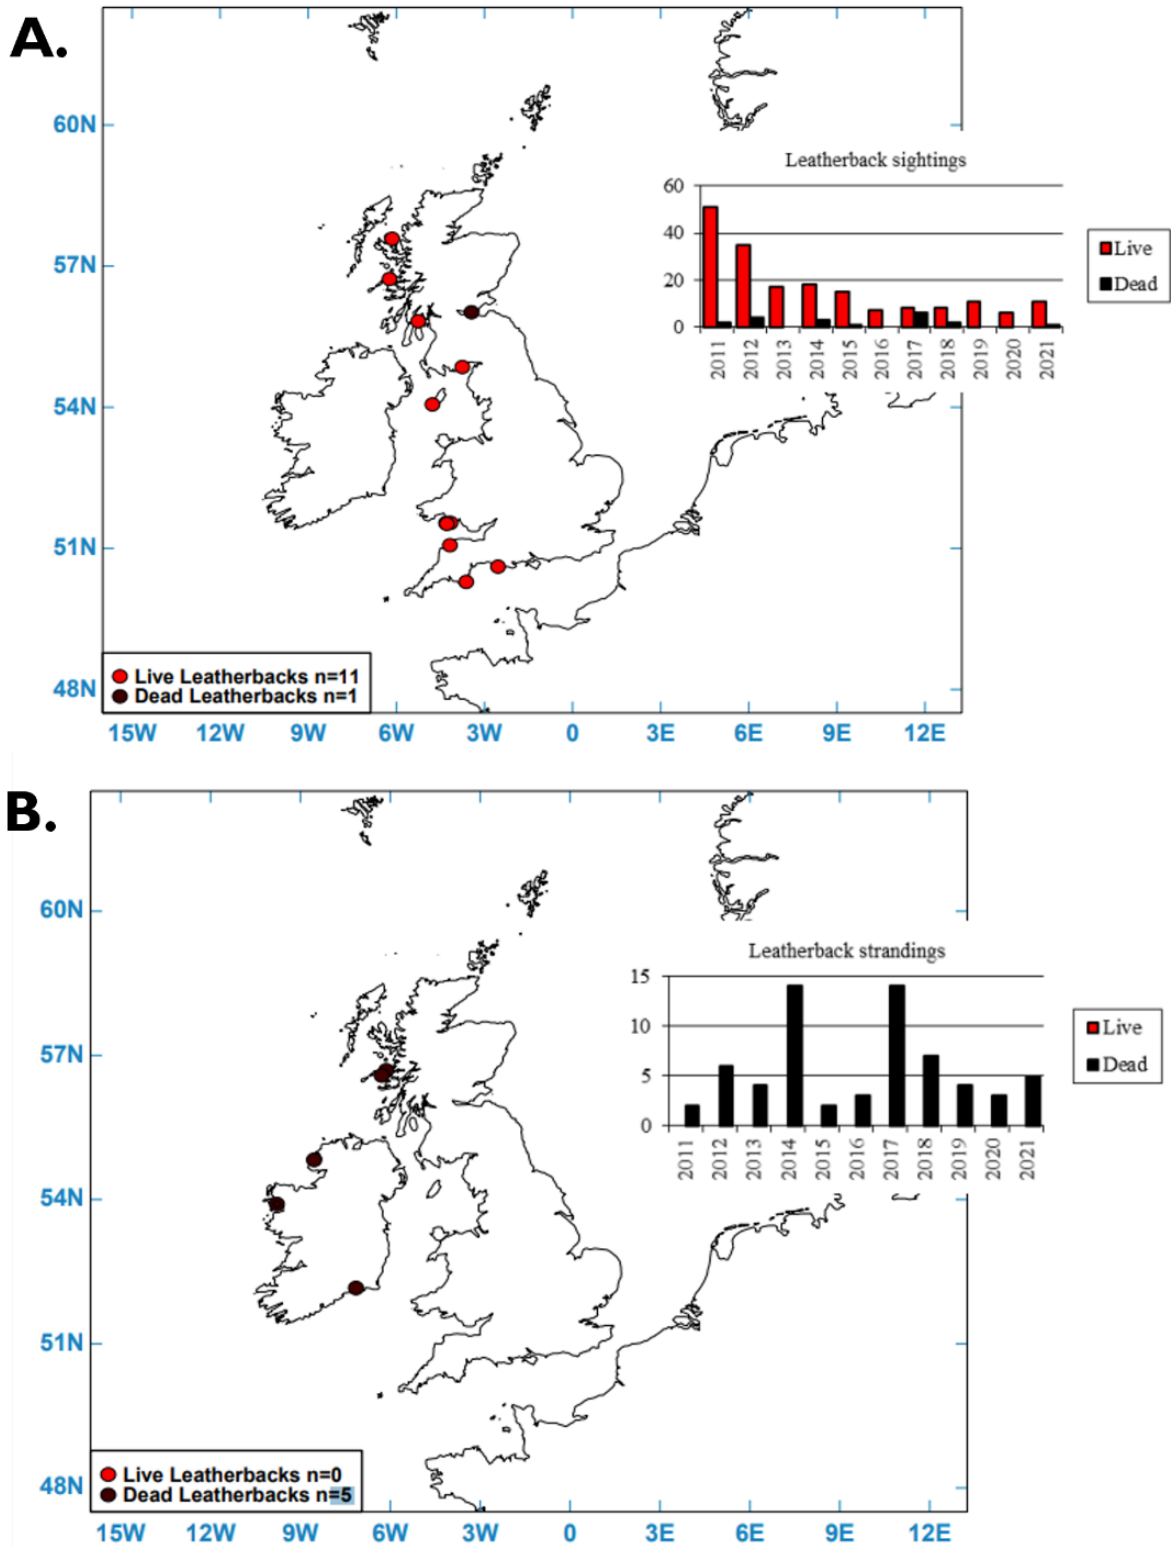 A.
60N
57N
54N
51N
48N
15W 12W 9W 6W 3W 0 3E 6E 9E 12E
Leatherback sightings
60
40
20
0
2011 2012 2013 2014 2015 2016 2017 2018 2019 2020 2021
Live
Dead
Live Leatherbacks n=11
Dead Leatherbacks n=1
B.
60N
57N
54N
51N
48N
15W 12W 9W 6W 3W 0 3E 6E 9E 12E
Leatherback strandings
15
10
5
0
2011 2012 2013 2014 2015 2016 2017 2018 2019 2020 2021
Live
Dead
Live Leatherbacks n=0
Dead Leatherbacks n=5